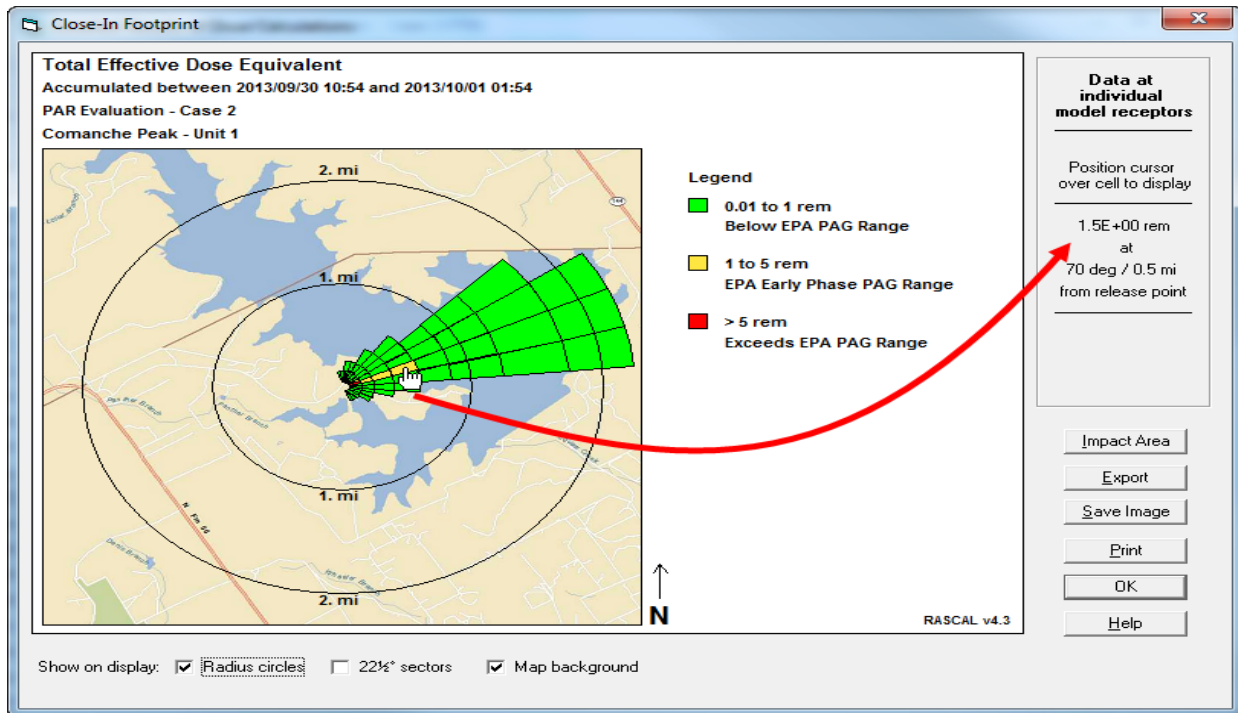 Close-In Footprint
Total Effective Dose Equivalent
Accumulated between 2013/09/30 10:54 and 2013/10/01 01:54
PAR Evaluation - Case 2
Comanche Peak - Unit 1
2. mi
1. mi
1. mi
2. mi
Panther Branch
N Fm 56
N
Legend
0.01 to 1 rem
Below EPA PAG Range
1 to 5 rem
EPA Early Phase PAG Range
> 5 rem
Exceeds EPA PAG Range
RASCAL v4.3
Data at
individual
model receptors
Position cursor
over cell to display
1.5E+00 rem
at
70 deg / 0.5 mi
from release point
Impact Area
Export
Save Image
Print
OK
Help
Show on display:
Radius circles
22½° sectors
Map background